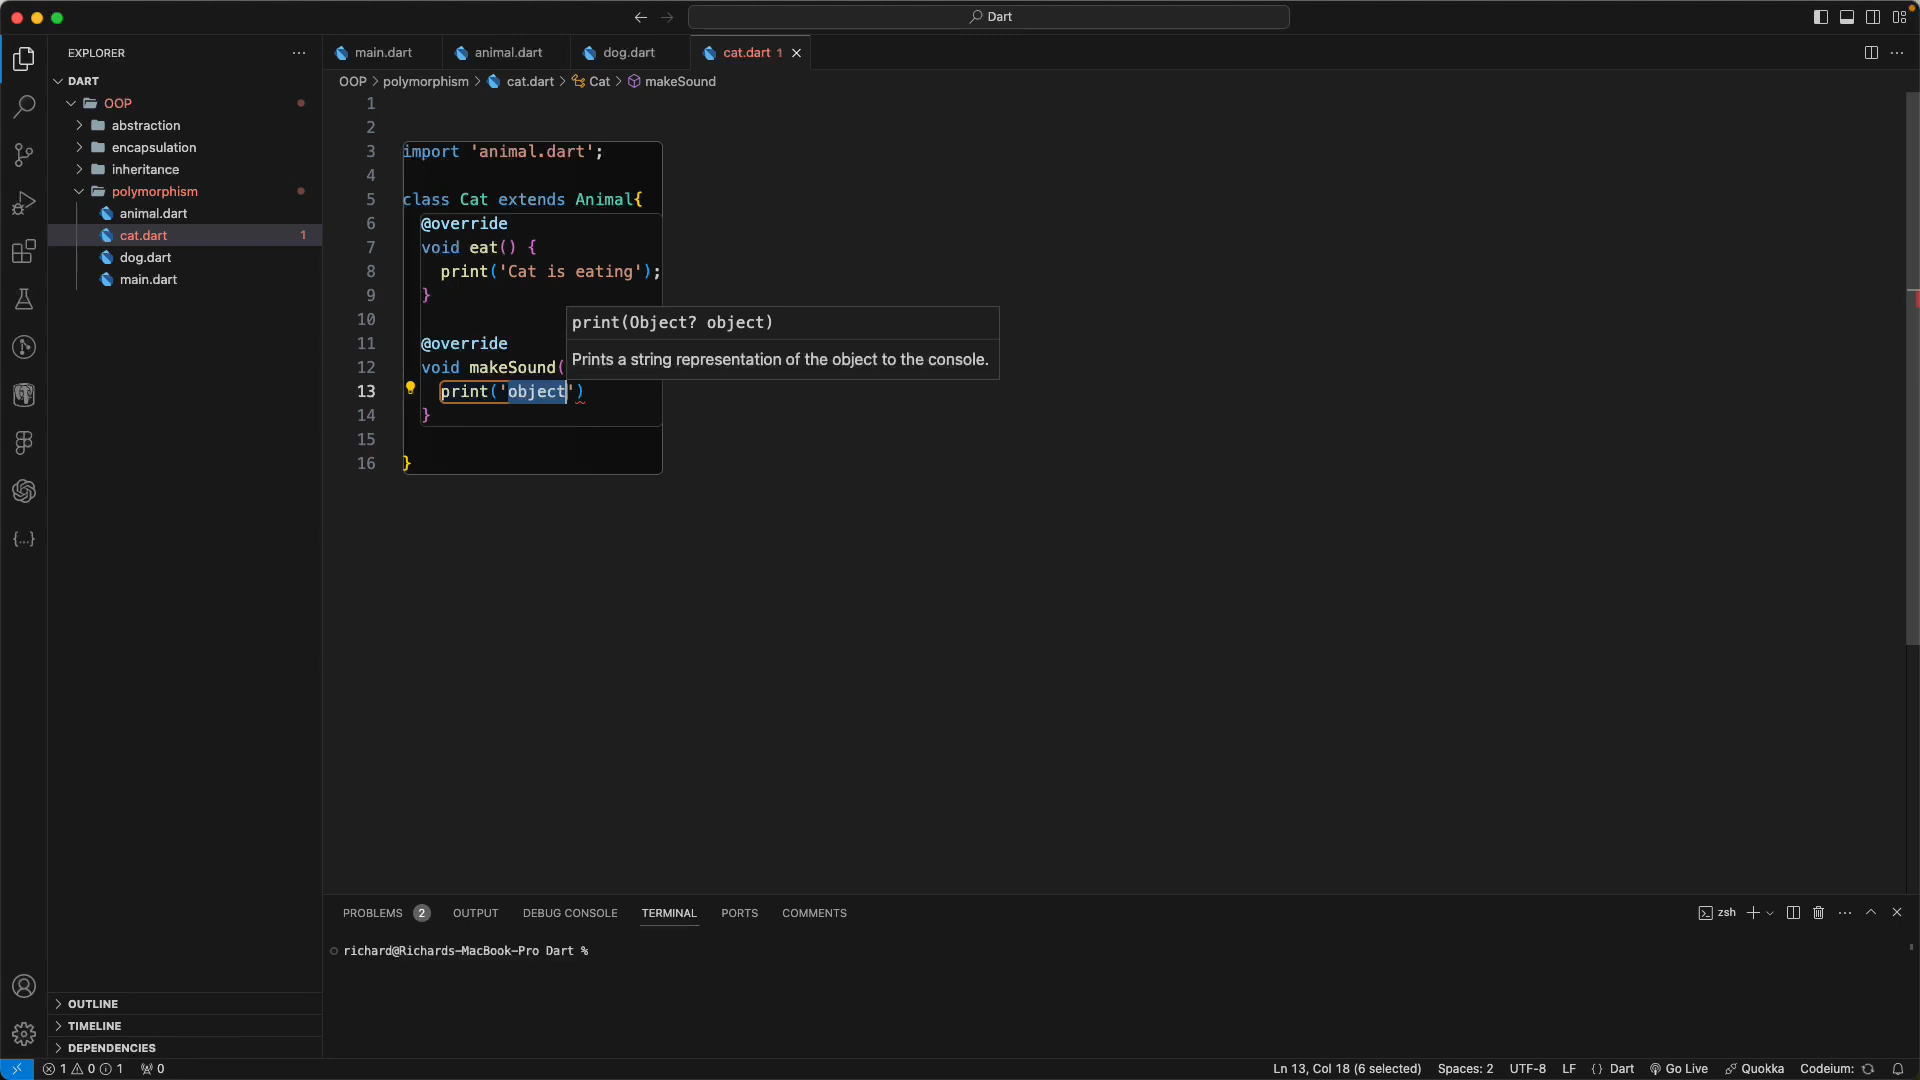 Dart
EXPLORER
main.dart
animal.dart
dog.dart
cat.dart 1
DART
OOP
abstraction
encapsulation
inheritance
polymorphism
animal.dart
cat.dart 1
dog.dart
main.dart
OOP > polymorphism > cat.dart > Cat > makeSound
1
2
3 import 'animal.dart';
4
5 class Cat extends Animal{
6 @override
7 void eat() {
8 print('Cat is eating');
9 }
10
11 @override
12 void makeSound(
13 print('object')
14 }
15
16 }
print(Object? object)
Prints a string representation of the object to the console.
PROBLEMS 2 OUTPUT DEBUG CONSOLE TERMINAL PORTS COMMENTS
zsh
richard@Richards-MacBook-Pro Dart %
OUTLINE
TIMELINE
DEPENDENCIES
1 0 1 0
Ln 13, Col 18 (6 selected) Spaces: 2 UTF-8 LF {} Dart Go Live Quokka Codeium: